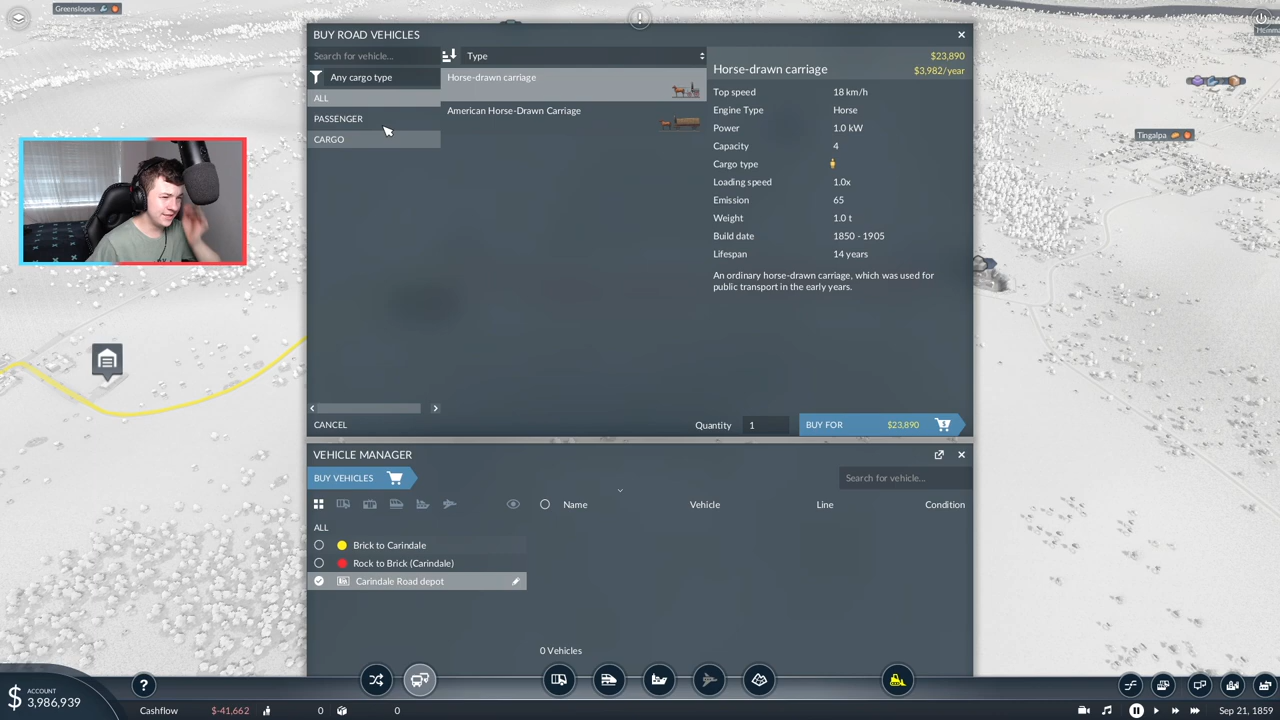 Greenslopes
BUY ROAD VEHICLES
Search for vehicle...
Type
$23,890
Any cargo type
Horse-drawn carriage
Horse-drawn carriage
$3,982/year
ALL
Top speed 18 km/h
PASSENGER
American Horse-Drawn Carriage
Engine Type Horse
CARGO
Power 1.0 kW
Tingalpa
Capacity 4
Cargo type
Loading speed 1.0x
Emission 65
Weight 1.0 t
Build date 1850 - 1905
Lifespan 14 years
An ordinary horse-drawn carriage, which was used for
public transport in the early years.
CANCEL
Quantity 1
BUY FOR $23,890
VEHICLE MANAGER
BUY VEHICLES
Search for vehicle...
Name Vehicle Line Condition
ALL
Brick to Carindale
Rock to Brick (Carindale)
Carindale Road depot
0 Vehicles
$ ACCOUNT
3,986,939
?
Cashflow $-41,662 0 0
Sep 21, 1859